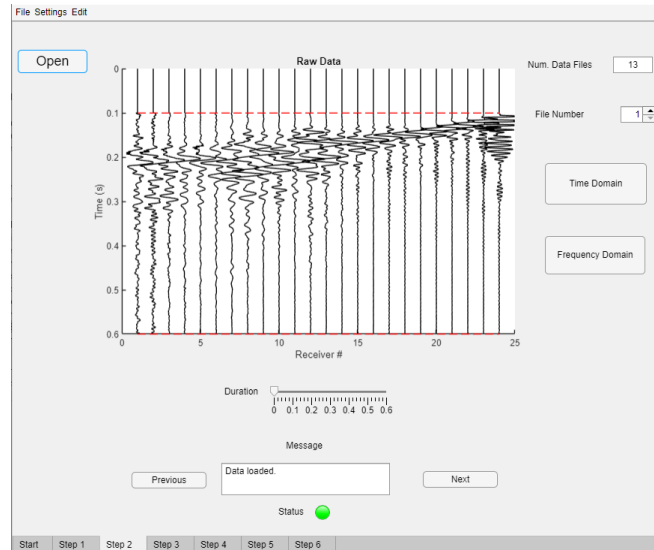 File Settings Edit
Open
Raw Data
Num. Data Files 13
File Number 1
Time Domain
Frequency Domain
0
0.1
0.2
0.3
0.4
0.5
0.6
Time (s)
0 5 10 15 20 25
Receiver #
Duration
0 0.1 0.2 0.3 0.4 0.5 0.6
Message
Previous
Data loaded.
Next
Status
Start Step 1 Step 2 Step 3 Step 4 Step 5 Step 6